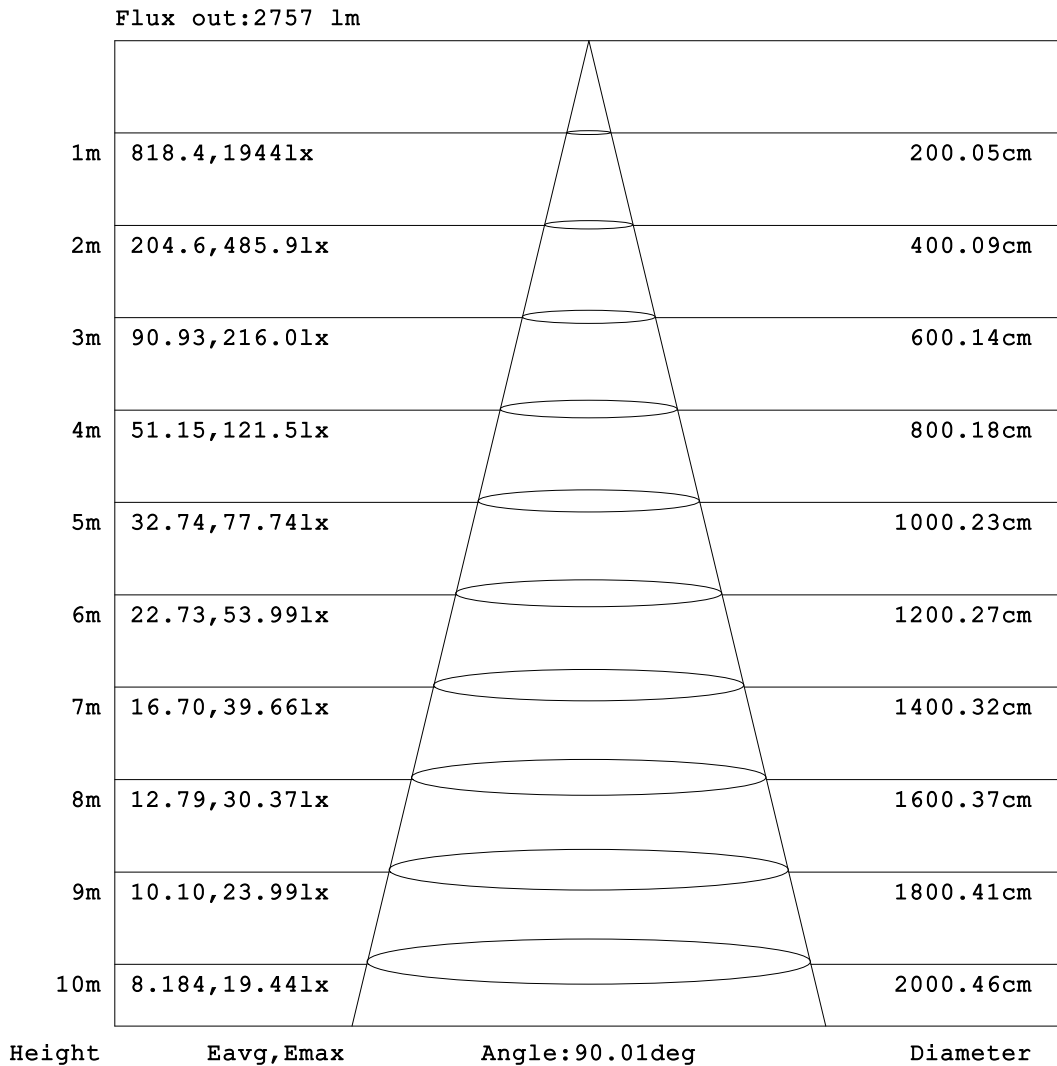 Flux out:2757 lm
1m 818.4,1944lx 200.05cm
2m 204.6,485.9lx 400.09cm
3m 90.93,216.0lx 600.14cm
4m 51.15,121.5lx 800.18cm
5m 32.74,77.74lx 1000.23cm
6m 22.73,53.99lx 1200.27cm
7m 16.70,39.66lx 1400.32cm
8m 12.79,30.37lx 1600.37cm
9m 10.10,23.99lx 1800.41cm
10m 8.184,19.44lx 2000.46cm
Height Eavg,Emax Angle:90.01deg Diameter